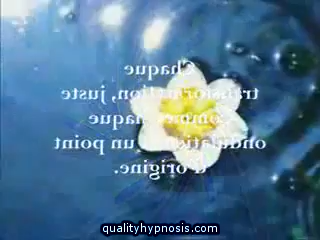 Chaque
transformation, juste
comme chaque
ondulation un point
d'origine.
qualityhypnosis.com